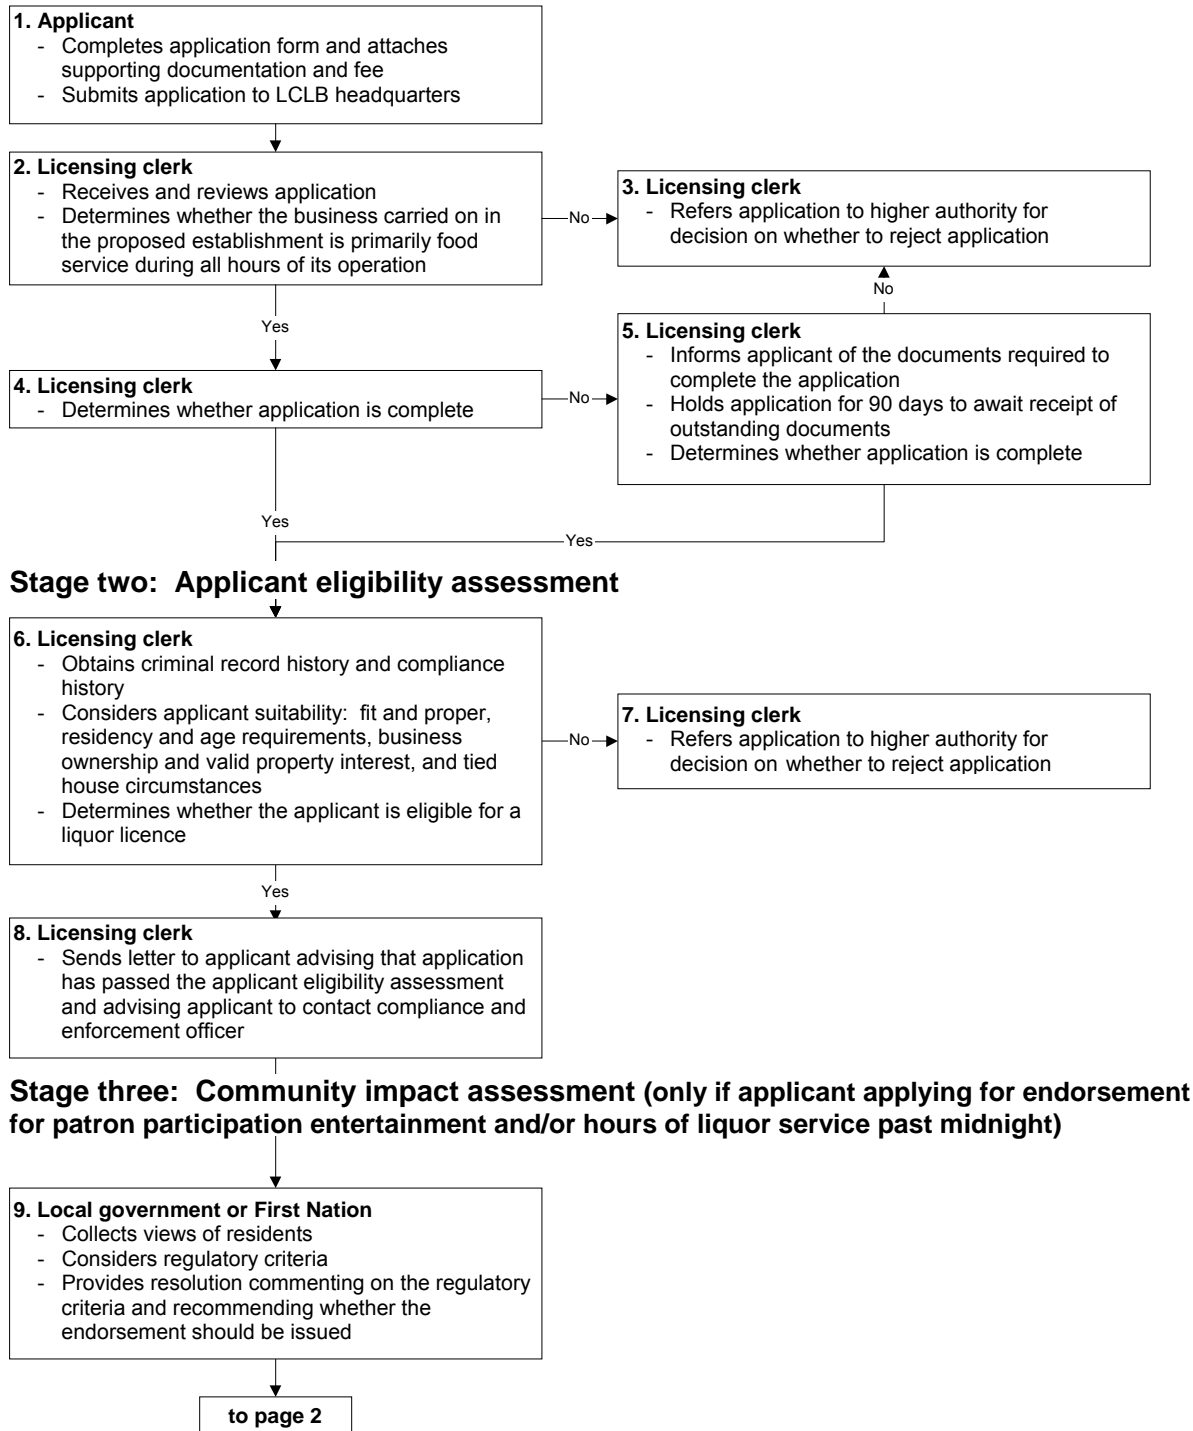 1. Applicant
- Completes application form and attaches
supporting documentation and fee
- Submits application to LCLB headquarters
2. Licensing clerk
- Receives and reviews application
- Determines whether the business carried on in
the proposed establishment is primarily food
service during all hours of its operation
No
3. Licensing clerk
- Refers application to higher authority for
decision on whether to reject application
No
Yes
4. Licensing clerk
- Determines whether application is complete
No
5. Licensing clerk
- Informs applicant of the documents required to
complete the application
- Holds application for 90 days to await receipt of
outstanding documents
- Determines whether application is complete
Yes
Yes
Stage two: Applicant eligibility assessment
6. Licensing clerk
- Obtains criminal record history and compliance
history
- Considers applicant suitability: fit and proper,
residency and age requirements, business
ownership and valid property interest, and tied
house circumstances
- Determines whether the applicant is eligible for a
liquor licence
No
7. Licensing clerk
- Refers application to higher authority for
decision on whether to reject application
Yes
8. Licensing clerk
- Sends letter to applicant advising that application
has passed the applicant eligibility assessment
and advising applicant to contact compliance and
enforcement officer
Stage three: Community impact assessment (only if applicant applying for endorsement
for patron participation entertainment and/or hours of liquor service past midnight)
9. Local government or First Nation
- Collects views of residents
- Considers regulatory criteria
- Provides resolution commenting on the regulatory
criteria and recommending whether the
endorsement should be issued
to page 2